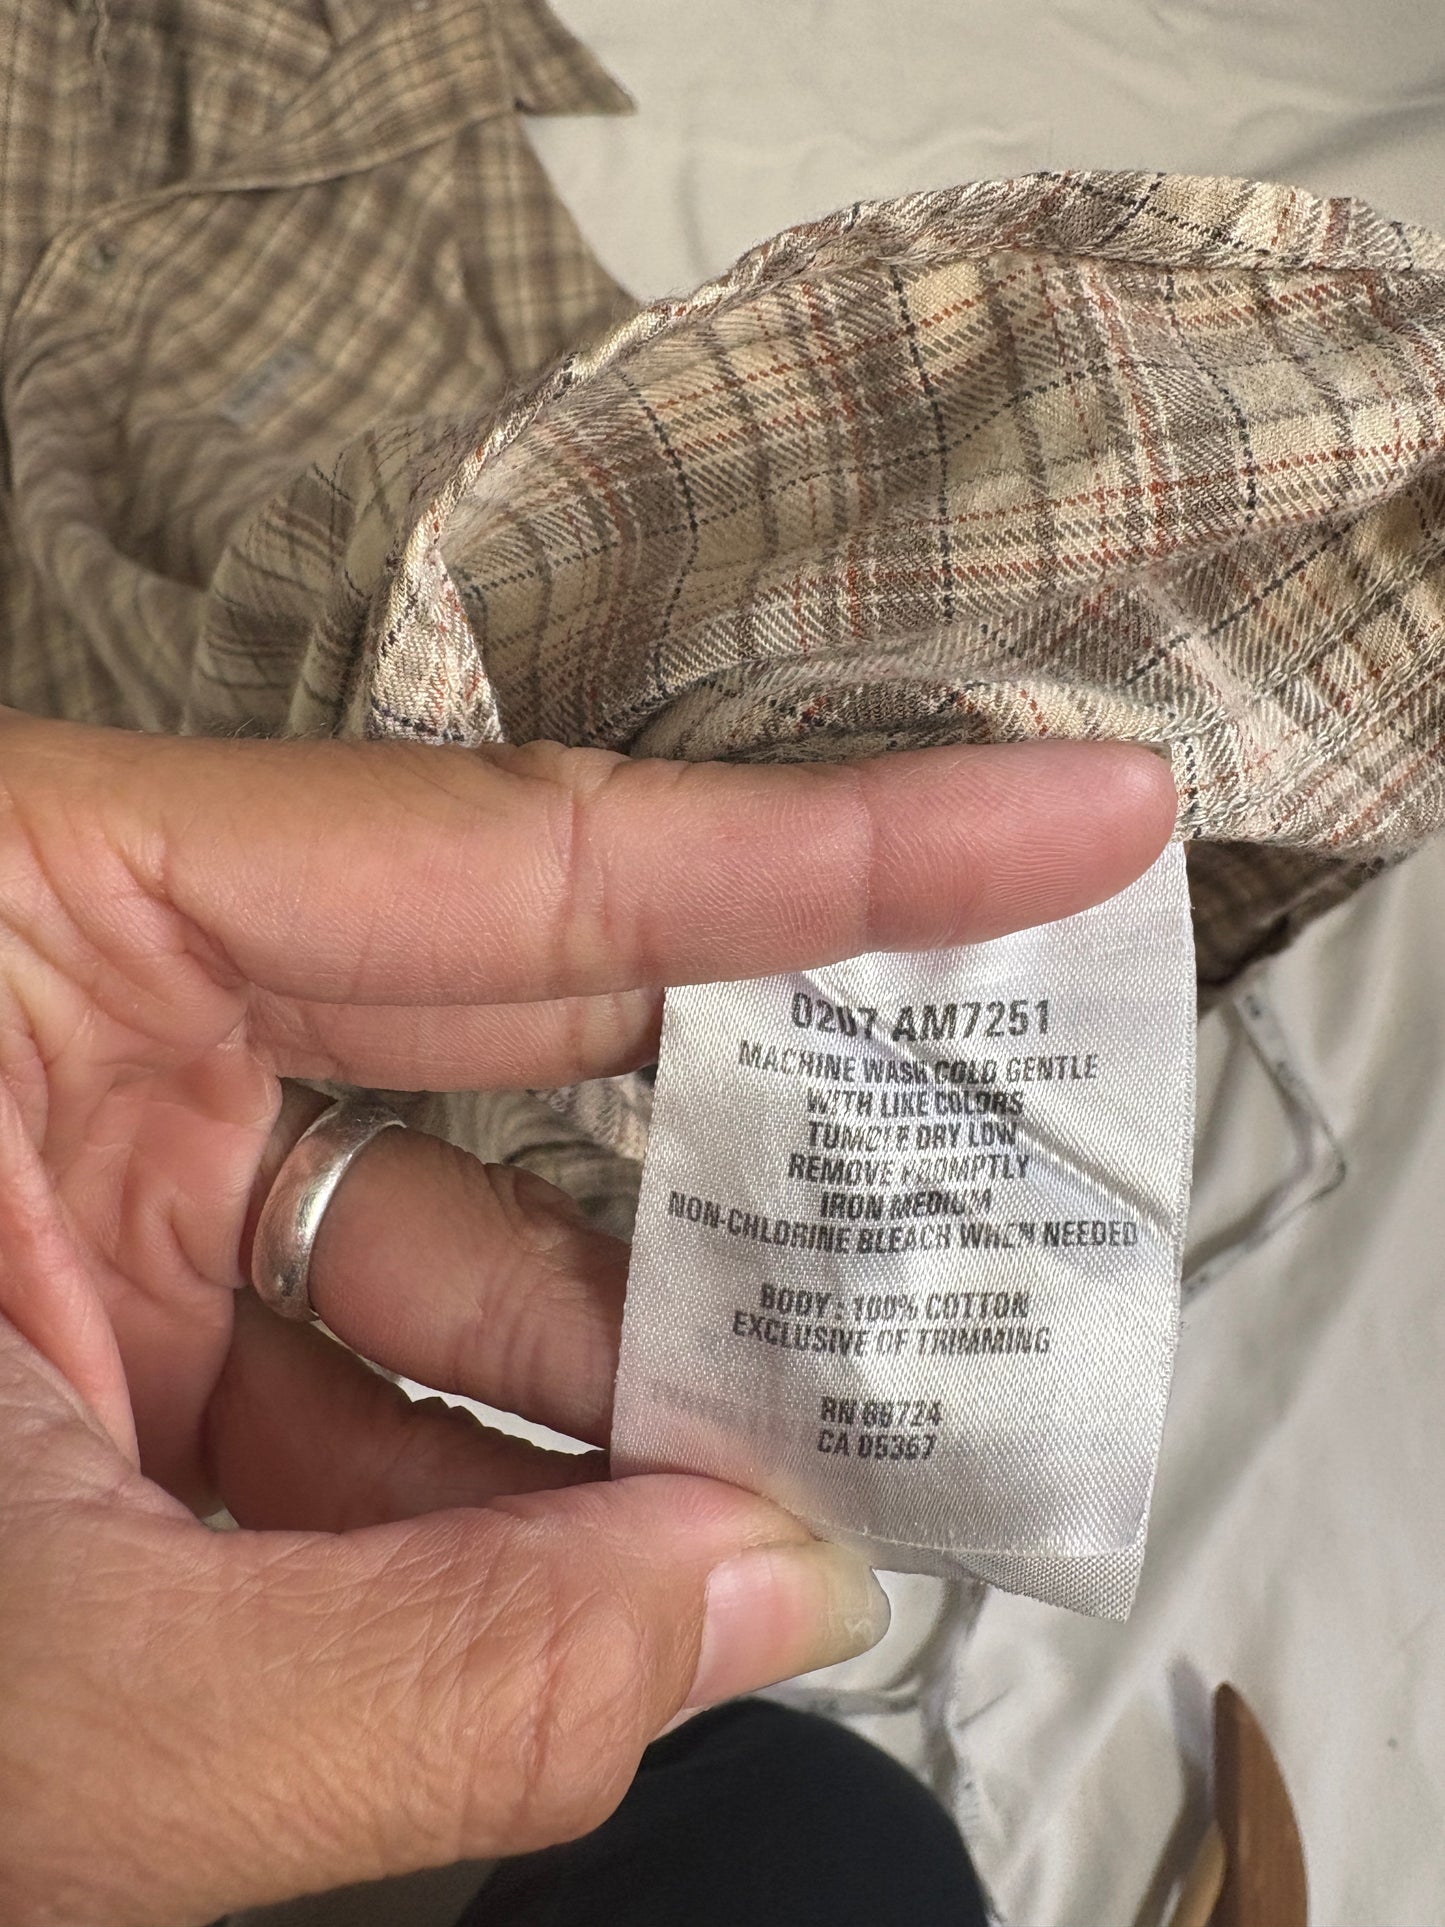 0207 AM7251
MACHINE WASH COLD GENTLE
WITH LIKE COLORS
TUMBLE DRY LOW
REMOVE PROMPTLY
IRON MEDIUM
NON-CHLORINE BLEACH WHEN NEEDED
BODY : 100% COTTON
EXCLUSIVE OF TRIMMING
RN
CA 05367